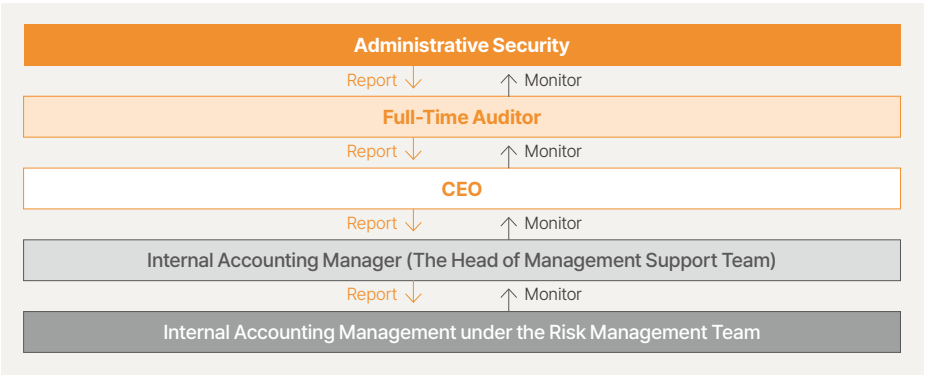 Administrative Security
Report Monitor
Full-Time Auditor
Report Monitor
CEO
Report Monitor
Internal Accounting Manager (The Head of Management Support Team)
Report Monitor
Internal Accounting Management under the Risk Management Team